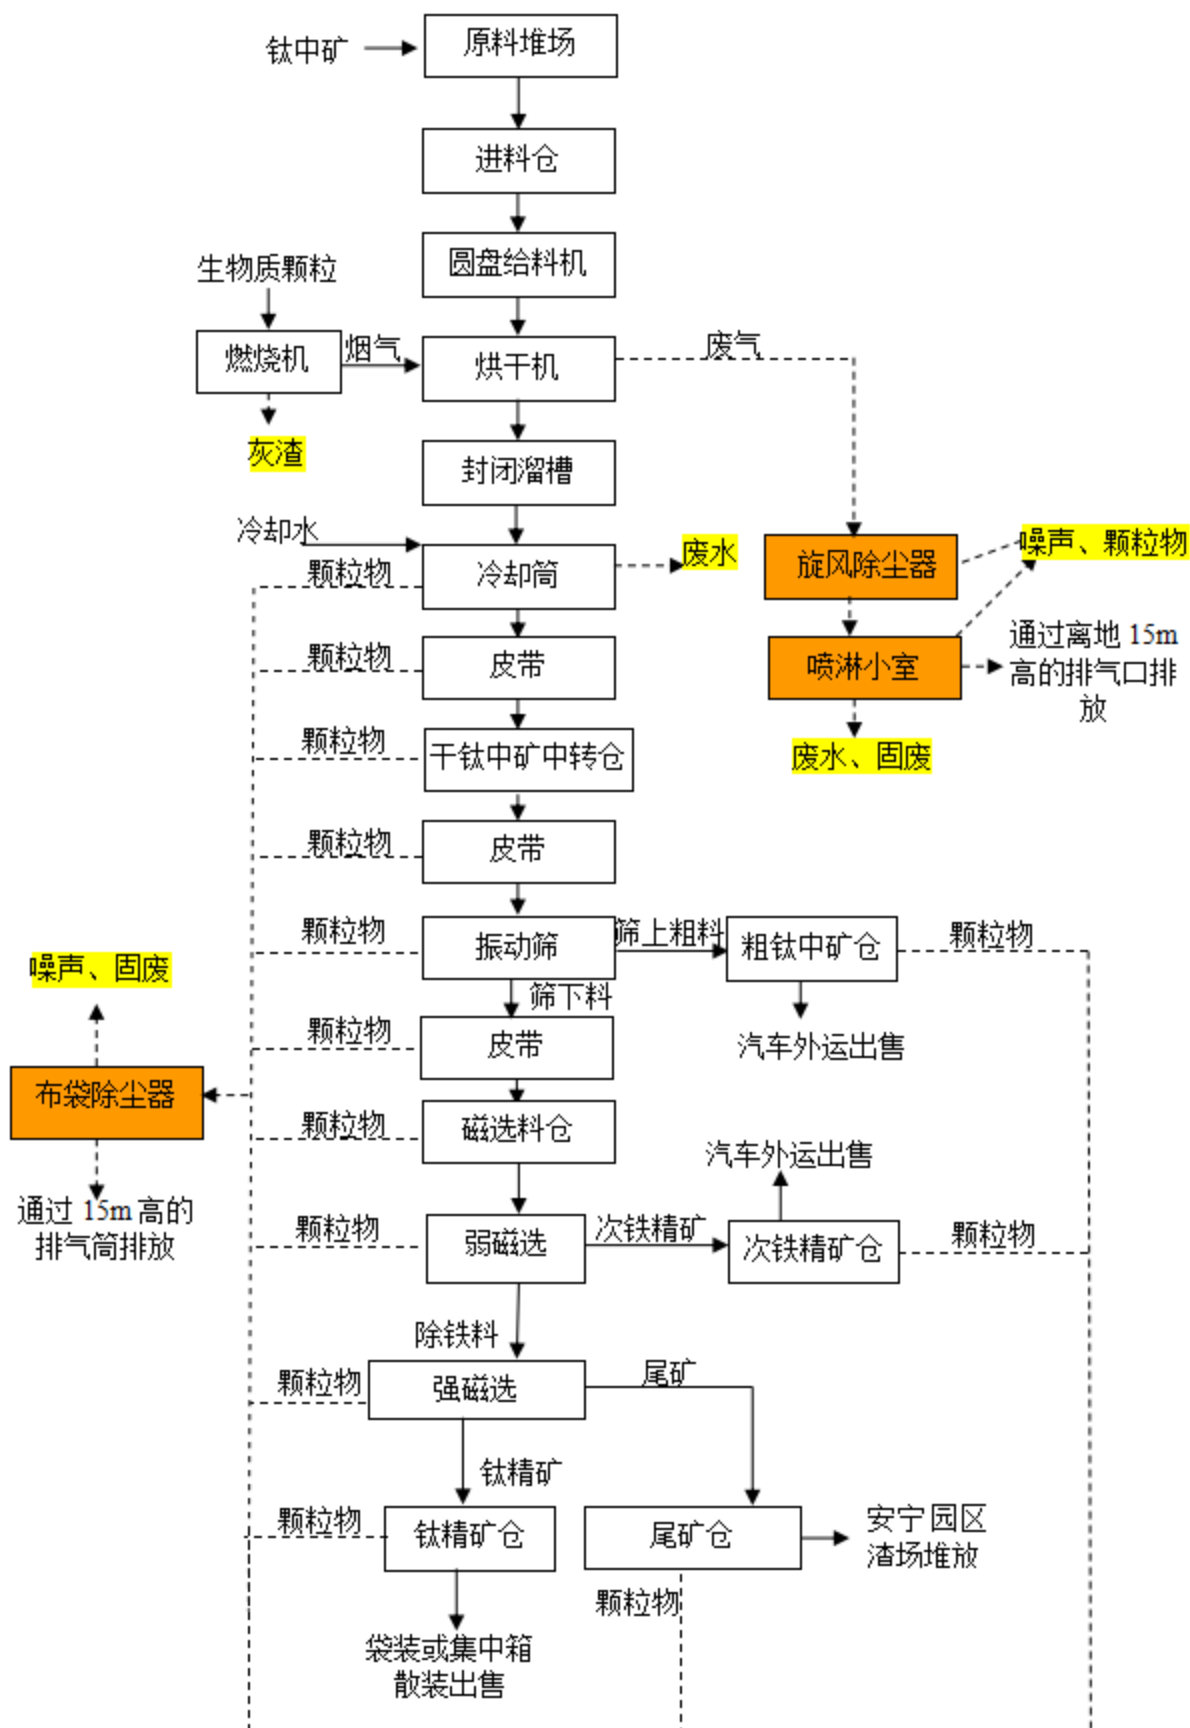 钛中矿
原料堆场
进料仓
圆盘给料机
生物质颗粒
燃烧机
烟气
烘干机
废气
灰渣
封闭溜槽
冷却水
颗粒物
冷却筒
废水
旋风除尘器
噪声、颗粒物
颗粒物
皮带
喷淋小室
通过离地 15m
高的排气口排
放
颗粒物
干钛中矿中转仓
废水、固废
颗粒物
皮带
颗粒物
振动筛
筛上粗料
粗钛中矿仓
颗粒物
噪声、固废
筛下料
颗粒物
皮带
汽车外运出售
布袋除尘器
颗粒物
磁选料仓
汽车外运出售
通过 15m 高的
排气筒排放
颗粒物
弱磁选
次铁精矿
次铁精矿仓
颗粒物
除铁料
颗粒物
强磁选
尾矿
钛精矿
颗粒物
钛精矿仓
尾矿仓
安宁园区
渣场堆放
颗粒物
袋装或集中箱
散装出售